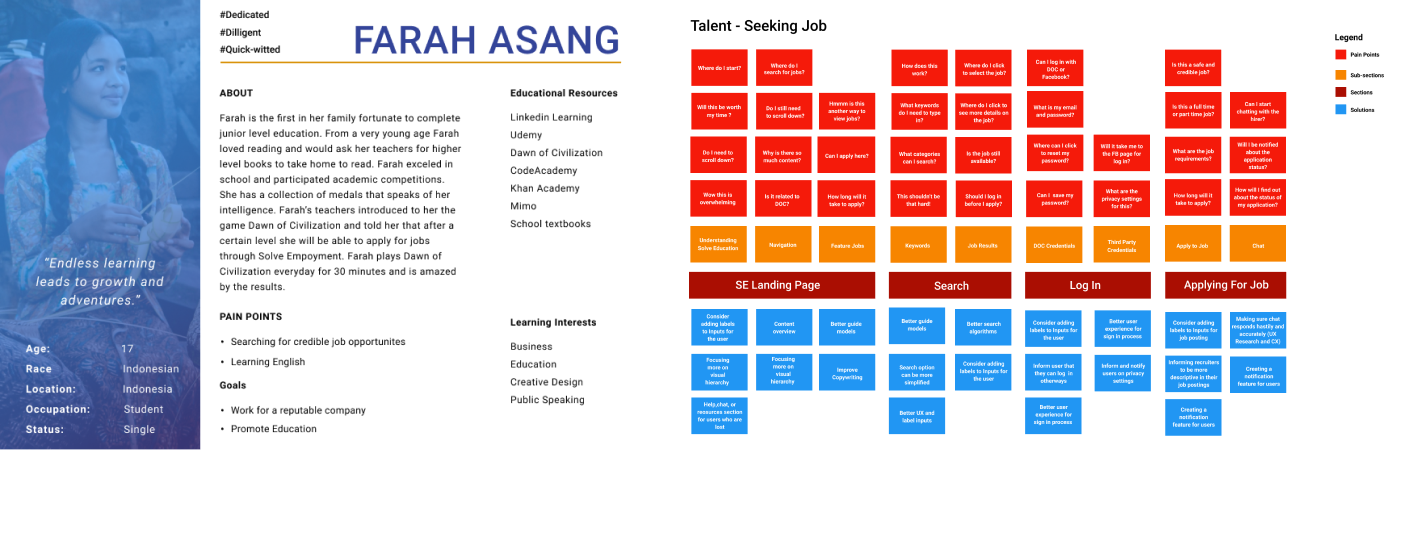 #Dedicated
#Dilligent
#Quick-witted
FARAH ASANG
“Endless learning
leads to growth and
adventures.”
Age: 17
Race Indonesian
Location: Indonesia
Occupation: Student
Status: Single
ABOUT
Farah is the first in her family fortunate to complete
junior level education. From a very young age Farah
loved reading and would ask her teachers for higher
level books to take home to read. Farah exceled in
school and participated academic competitions.
She has a collection of medals that speaks of her
intelligence. Farah's teachers introduced to her the
game Dawn of Civilization and told her that after a
certain level she will be able to apply for jobs
through Solve Empoyment. Farah plays Dawn of
Civilization everyday for 30 minutes and is amazed
by the results.
PAIN POINTS
• Searching for credible job opportunites
• Learning English
Goals
• Work for a reputable company
• Promote Education
Educational Resources
Linkedin Learning
Udemy
Dawn of Civilization
CodeAcademy
Khan Academy
Mimo
School textbooks
Learning Interests
Business
Education
Creative Design
Public Speaking
Talent - Seeking Job
Where do I start?
Where do I
search for jobs?
Will this be worth
my time ?
Do I still need
to scroll down?
Hmmm is this
another way to
view jobs?
Do I need to
scroll down?
Why is there so
much content?
Can I apply here?
Wow this is
overwhelming
Is it related to
DOC?
How long will it
take to apply?
Understanding
Solve Education
Navigation
Feature Jobs
SE Landing Page
Consider
adding labels
to inputs for
the user
Content
overview
Better guide
models
Focusing
more on
visual
hierarchy
Focusing
more on
visual
hierarchy
Improve
Copywriting
Help,chat, or
resources section
for users who are
lost
How does this
work?
Where do I click
to select the job?
What keywords
do I need to type
in?
Where do I click to
see more details on
the job?
What categories
can i search?
Is the job still
available?
This shouldn't be
that hard!
Should I log in
before I apply?
Keywords
Job Results
Search
Better guide
models
Better search
algorithms
Search option
can be more
simplified
Consider adding
labels to inputs for
the user
Better UX and
label inputs
Can I log in with
DOC or
Facebook?
What is my email
and password?
Where can I click
to reset my
password?
Will it take me to
the FB page for
log in?
Can I save my
password?
What are the
privacy settings
for this?
DOC Credentials
Third Party
Credentials
Log In
Consider adding
labels to inputs for
the user
Better user
experience for
sign in process
Inform user that
they can log in
otherways
Inform and notify
users on privacy
settings
Better user
experience for
sign in process
Is this a safe and
credible job?
Is this a full time
or part time job?
Can I start
chatting with the
hirer?
What are the job
requirements?
Will I be notified
about the
application
status?
How long will it
take to apply?
How will I find out
about the status of
my application?
Apply to Job
Chat
Applying For Job
Consider adding
labels to inputs for
job posting
Making sure chat
responds hastily and
accurately (UX
Research and CX)
Informing recruiters
to be more
descriptive in their
job postings
Creating a
notification
feature for users
Creating a
notification
feature for users
Legend
Pain Points
Sub-sections
Sections
Solutions